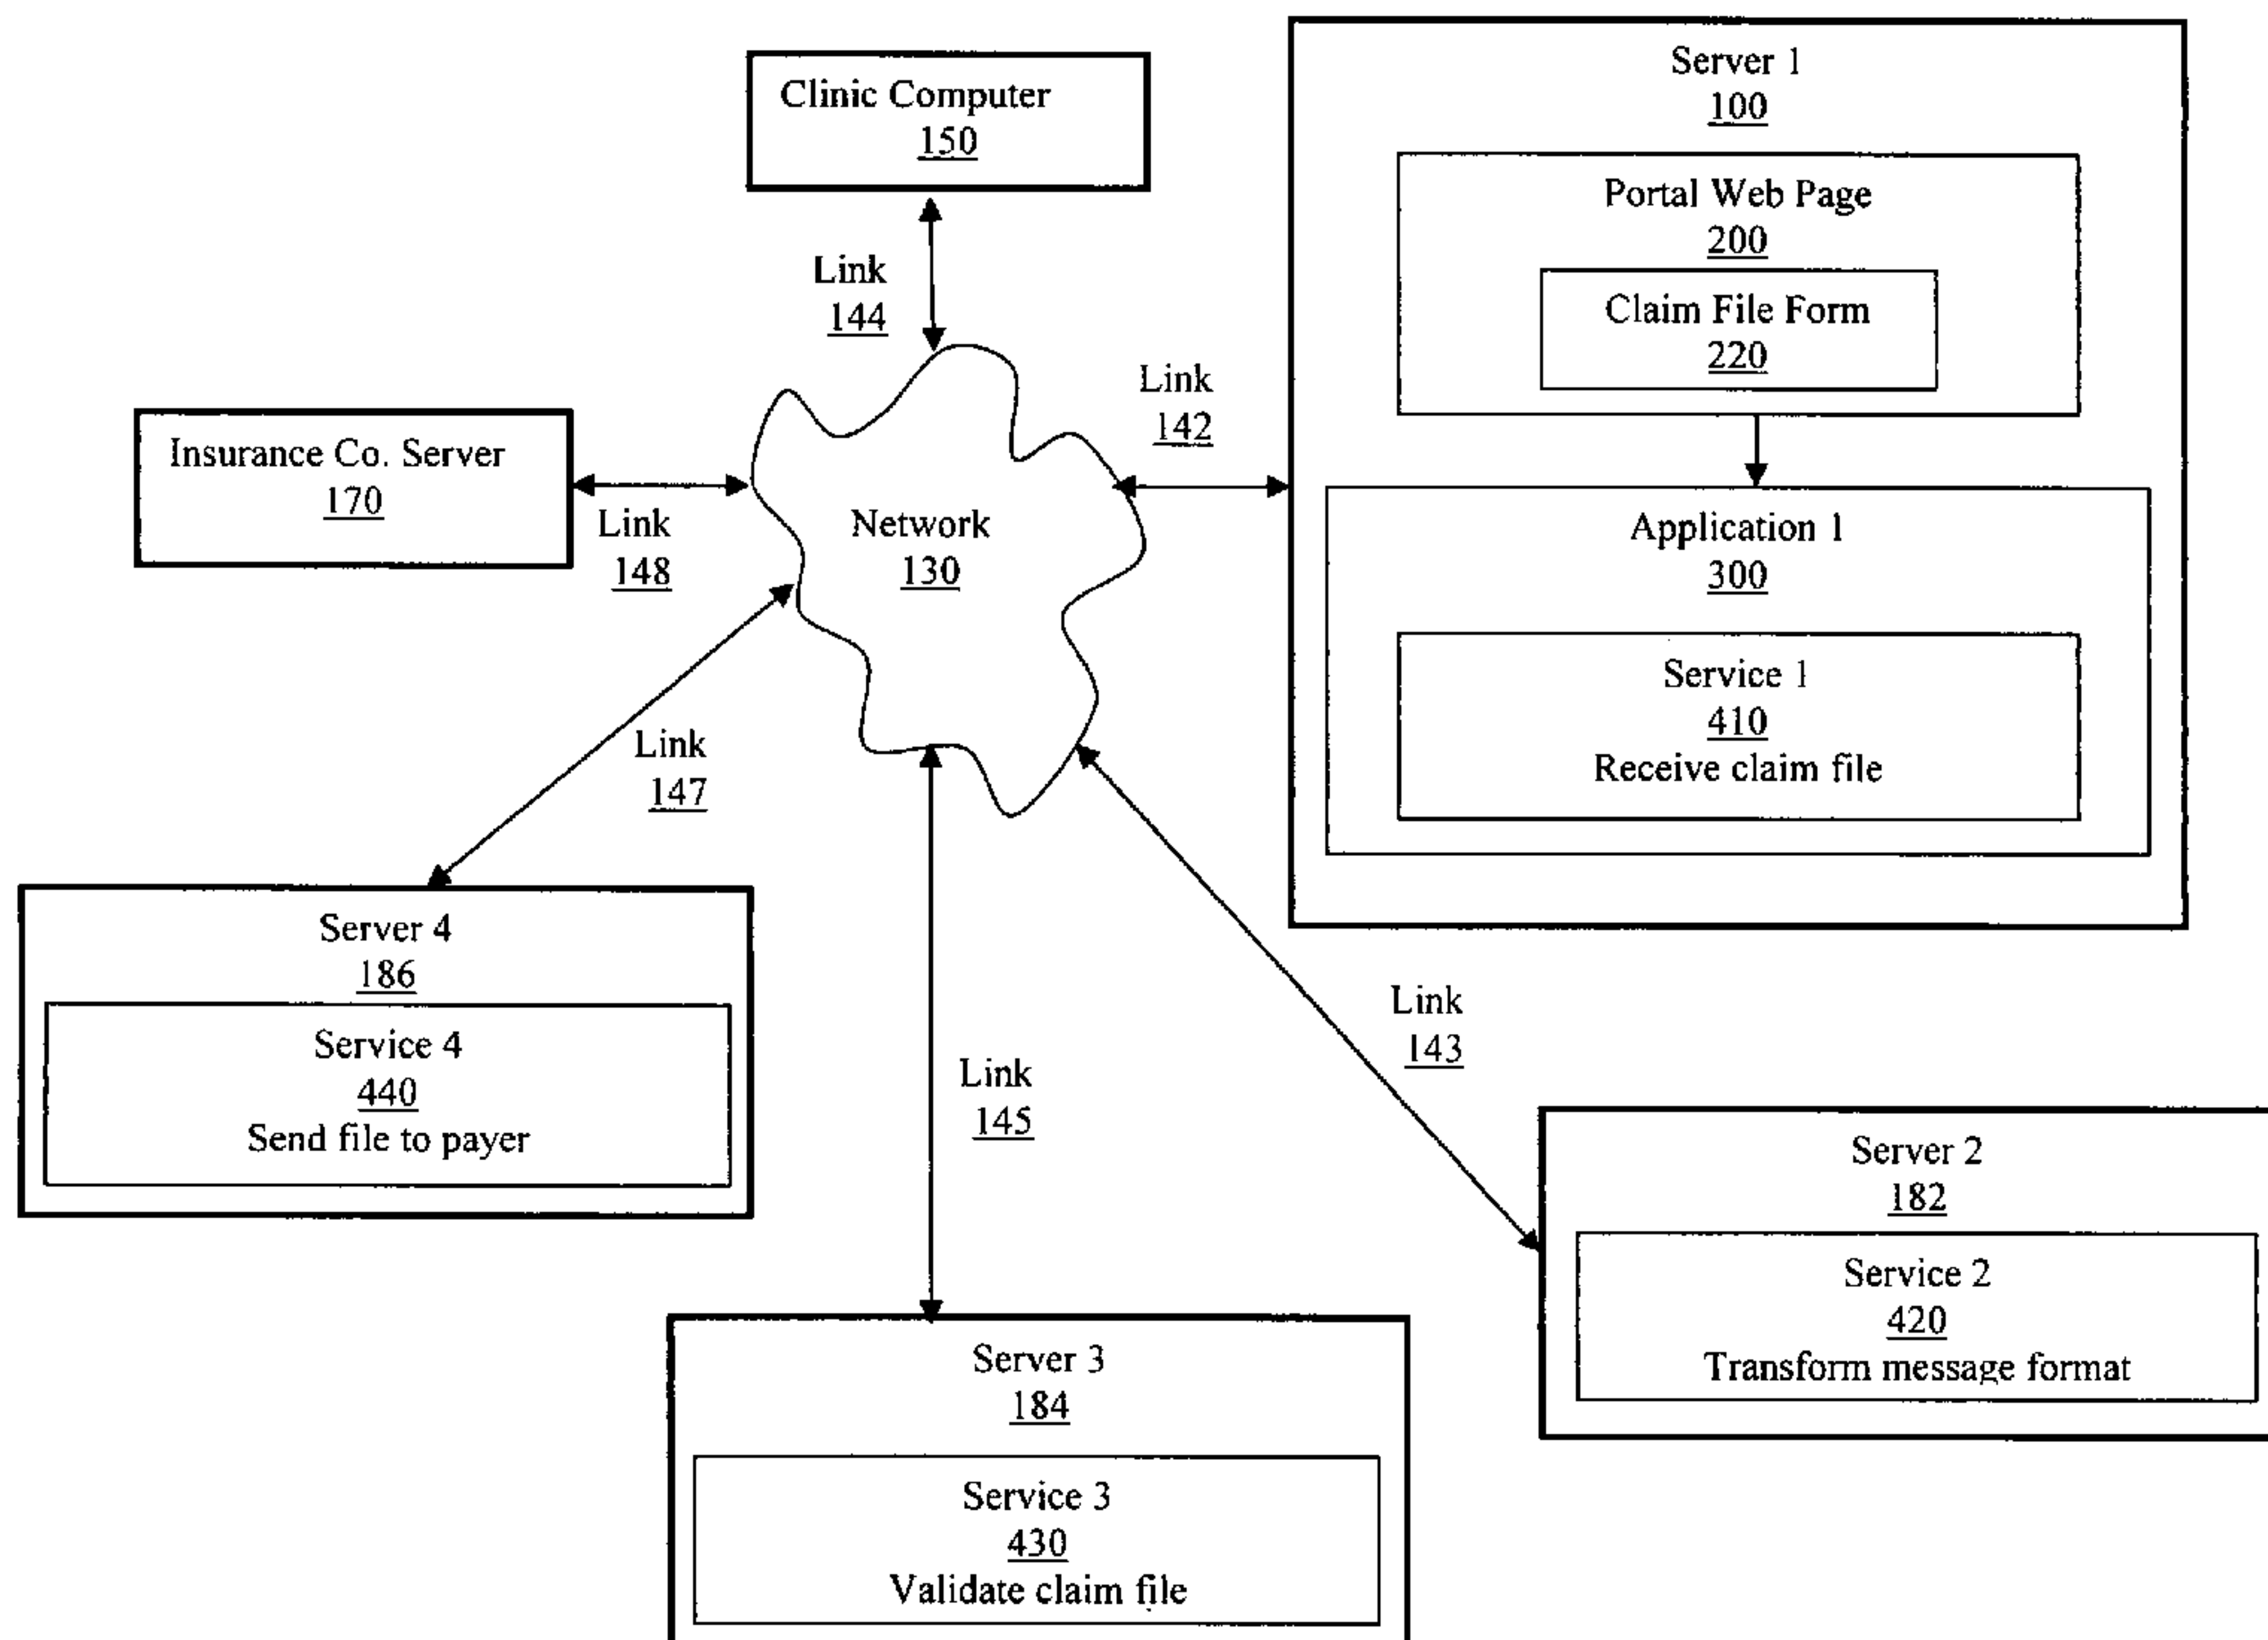 Clinic Computer
150
Server 1
100
Portal Web Page
200
Claim File Form
220
Link
144
Link
142
Insurance Co. Server
170
Link
148
Network
130
Application 1
300
Service 1
410
Receive claim file
Link
147
Server 4
186
Service 4
440
Send file to payer
Link
145
Link
143
Server 2
182
Service 2
420
Transform message format
Server 3
184
Service 3
430
Validate claim file